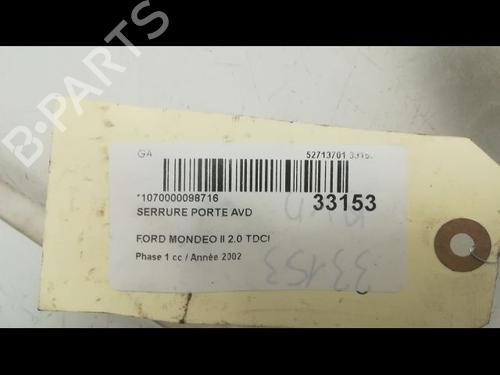 B-PARTS
GA
52713701 3315
*1070000098716
33153
SERRURE PORTE AVD
FORD MONDEO II 2.0 TDCI
Phase 1 cc / Année 2002
33153